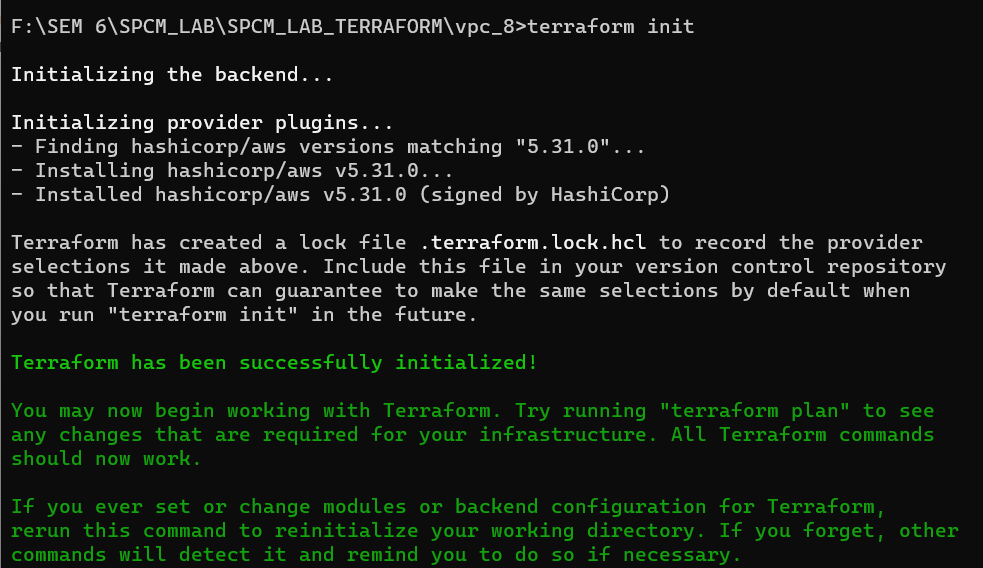 F:\SEM 6\SPCM_LAB\SPCM_LAB_TERRAFORM\vpc_8>terraform init
Initializing the backend...
Initializing provider plugins...
- Finding hashicorp/aws versions matching "5.31.0"...
- Installing hashicorp/aws v5.31.0...
- Installed hashicorp/aws v5.31.0 (signed by HashiCorp)
Terraform has created a lock file .terraform.lock.hcl to record the provider
selections it made above. Include this file in your version control repository
so that Terraform can guarantee to make the same selections by default when
you run "terraform init" in the future.
Terraform has been successfully initialized!
You may now begin working with Terraform. Try running "terraform plan" to see
any changes that are required for your infrastructure. All Terraform commands
should now work.
If you ever set or change modules or backend configuration for Terraform,
rerun this command to reinitialize your working directory. If you forget, other
commands will detect it and remind you to do so if necessary.